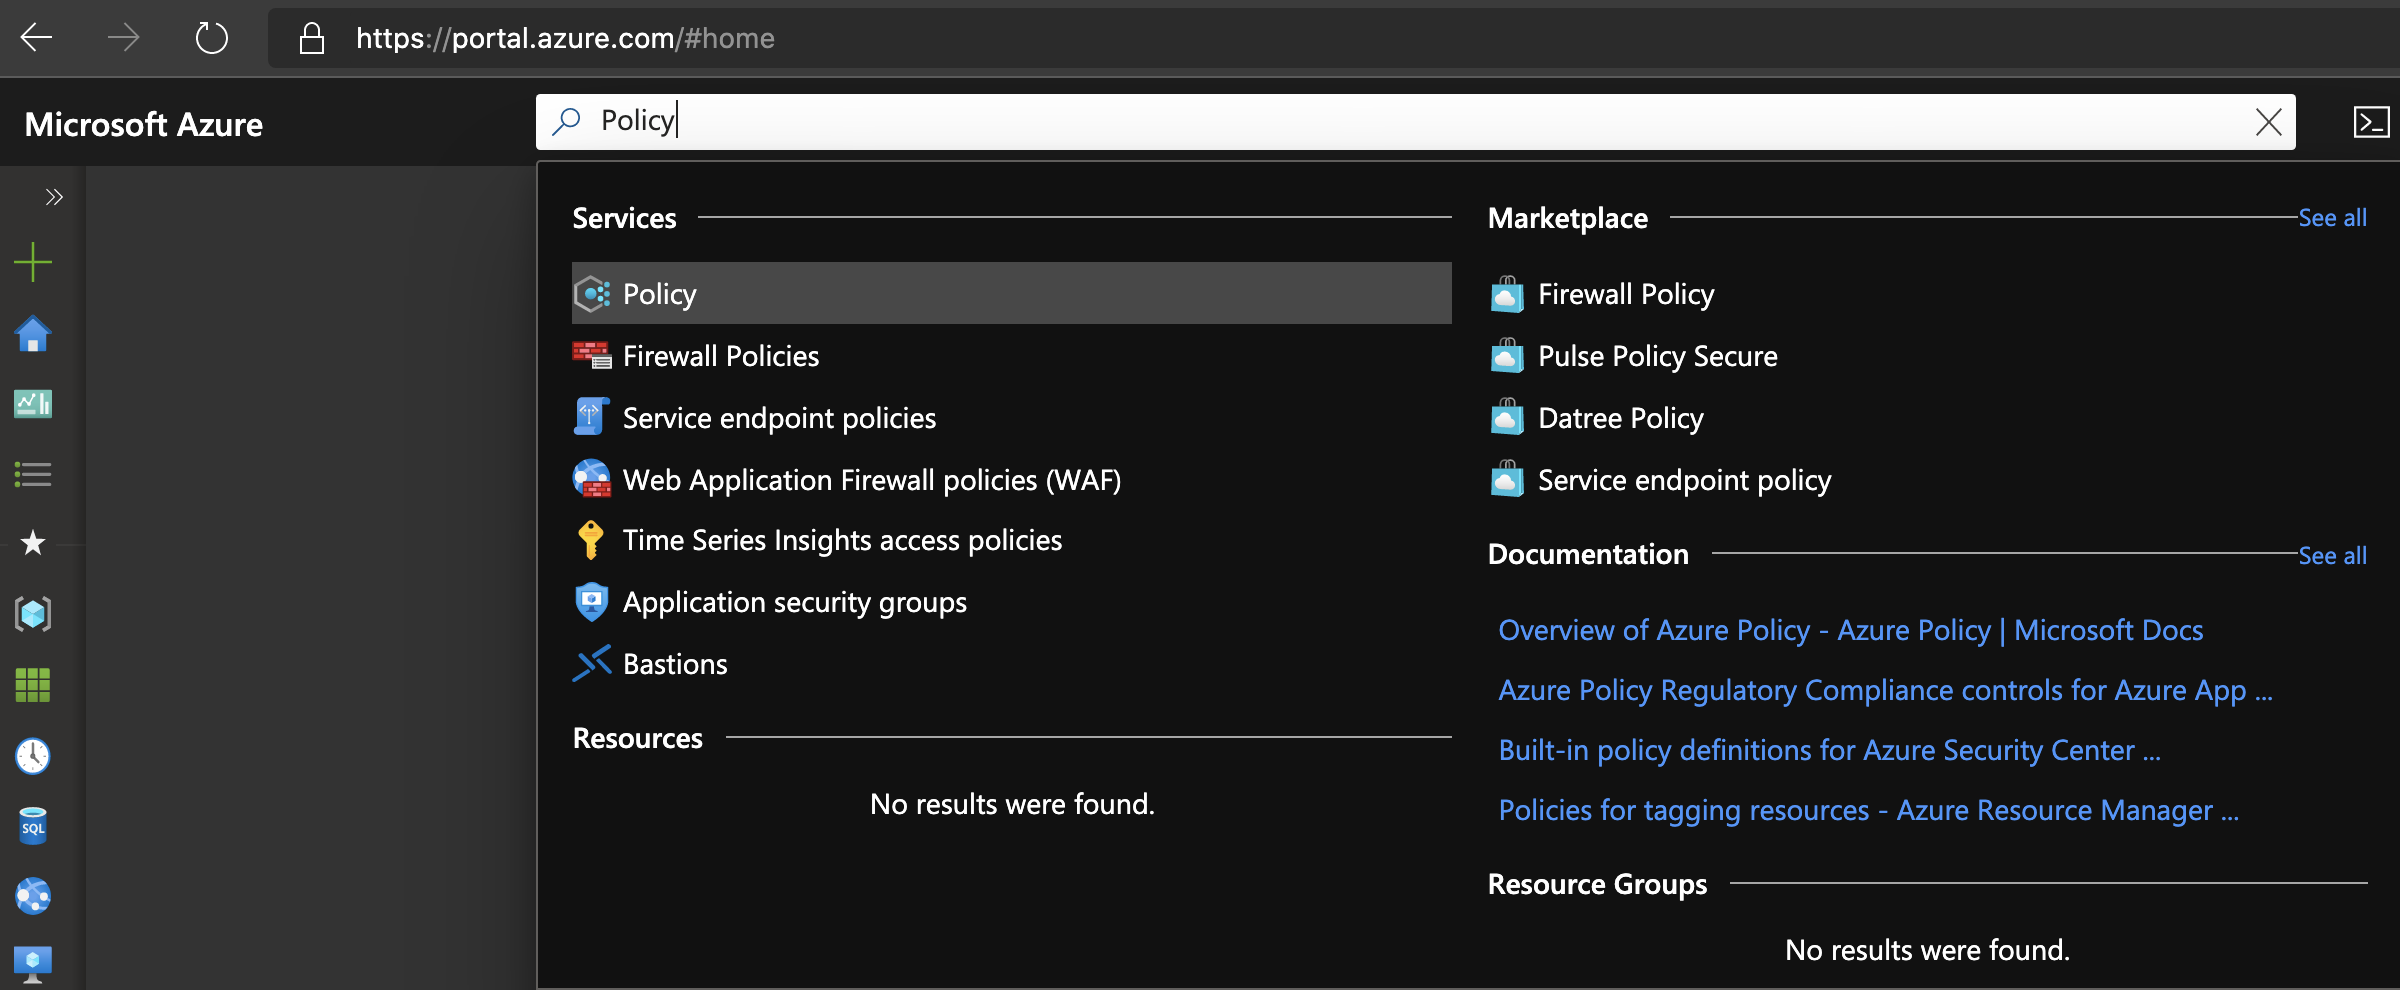 https://portal.azure.com/#home
Microsoft Azure
Policy
Services
Policy
Firewall Policies
Service endpoint policies
Web Application Firewall policies (WAF)
Time Series Insights access policies
Application security groups
Bastions
Resources
No results were found.
Marketplace
See all
Firewall Policy
Pulse Policy Secure
Datree Policy
Service endpoint policy
Documentation
See all
Overview of Azure Policy - Azure Policy | Microsoft Docs
Azure Policy Regulatory Compliance controls for Azure App ...
Built-in policy definitions for Azure Security Center ...
Policies for tagging resources - Azure Resource Manager ...
Resource Groups
No results were found.
SQL